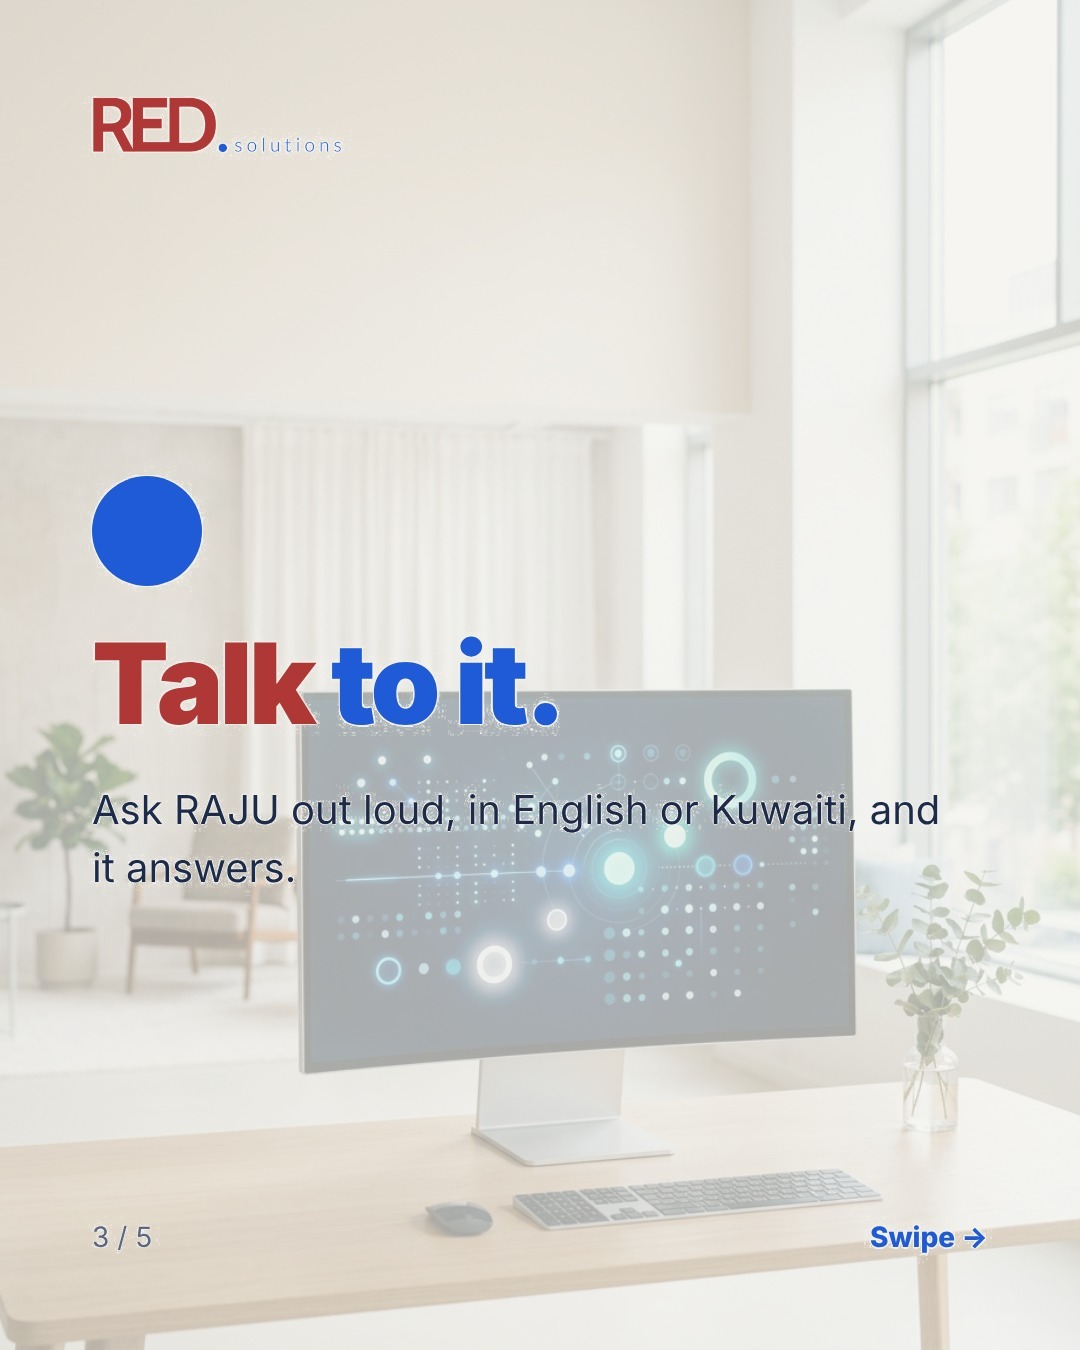 RED.solutions
Talk to it.
Ask RAJU out loud, in English or Kuwaiti, and
it answers.
3 / 5
Swipe →